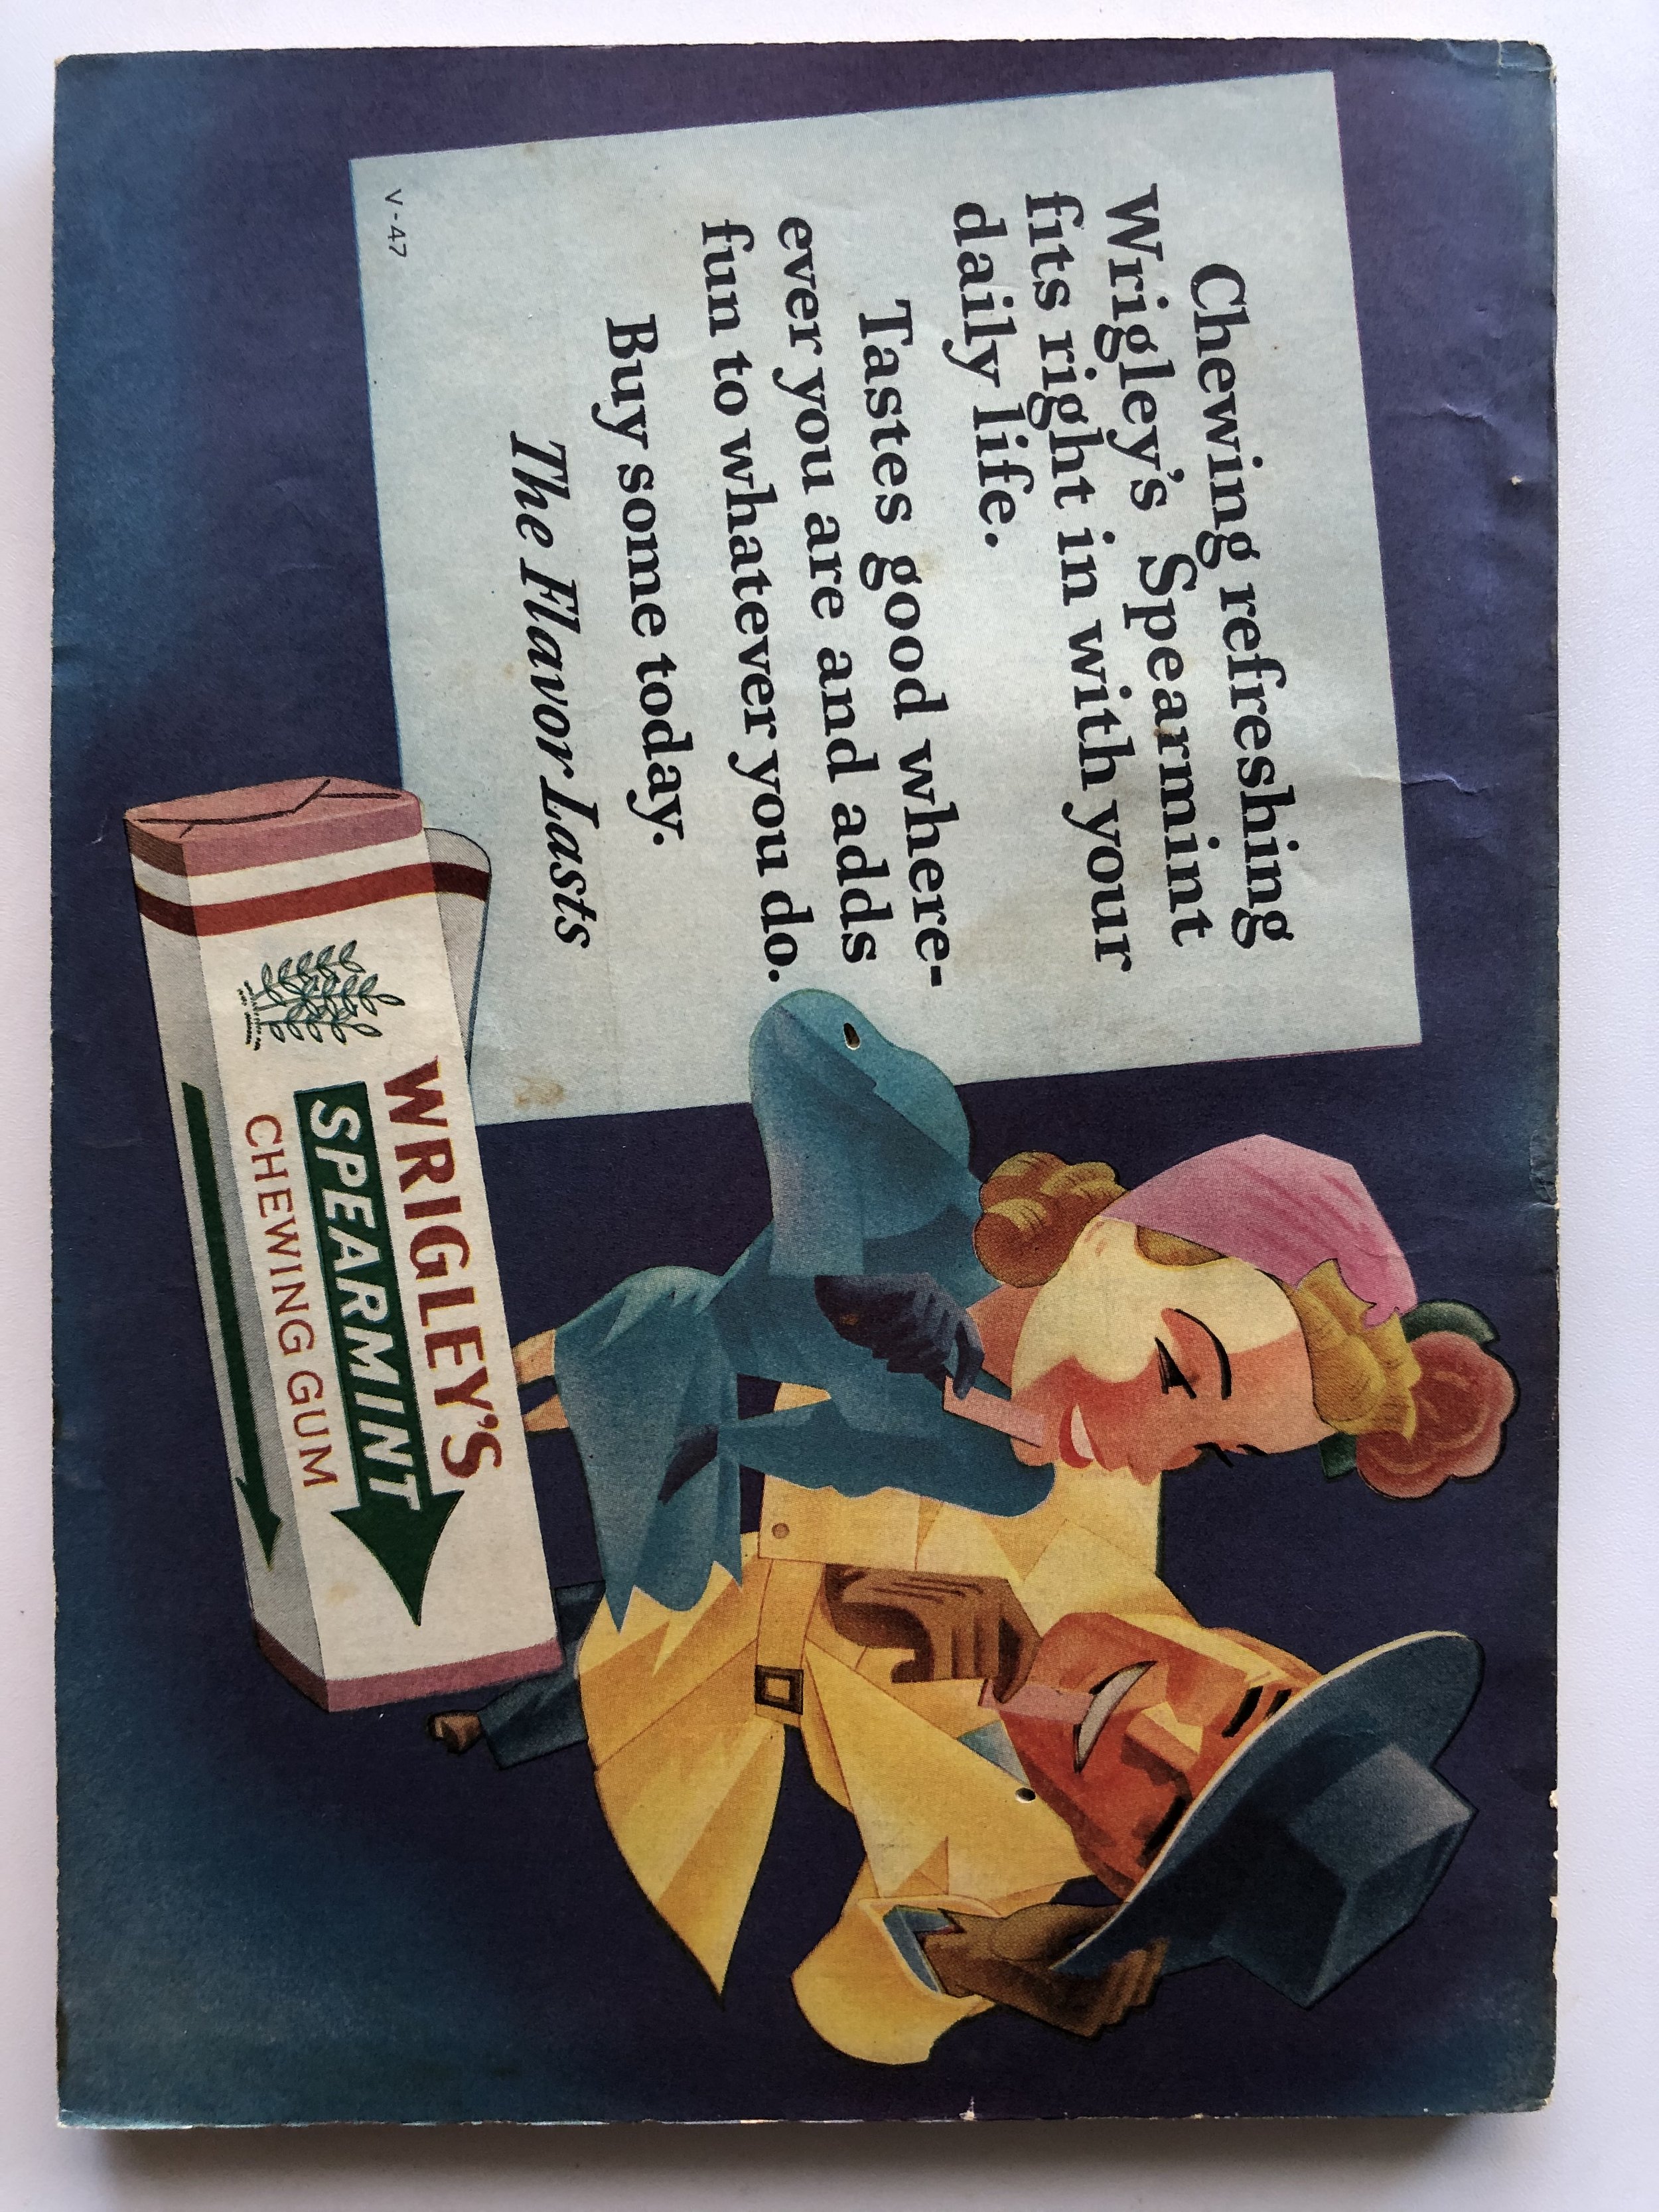 Chewing refreshing
Wrigley's Spearmint
fits right in with your
daily life.
Tastes good where-
ever you are and adds
fun to whatever you do.
Buy some today.
The Flavor Lasts
V-47
WRIGLEY'S
SPEARMINT
CHEWING GUM